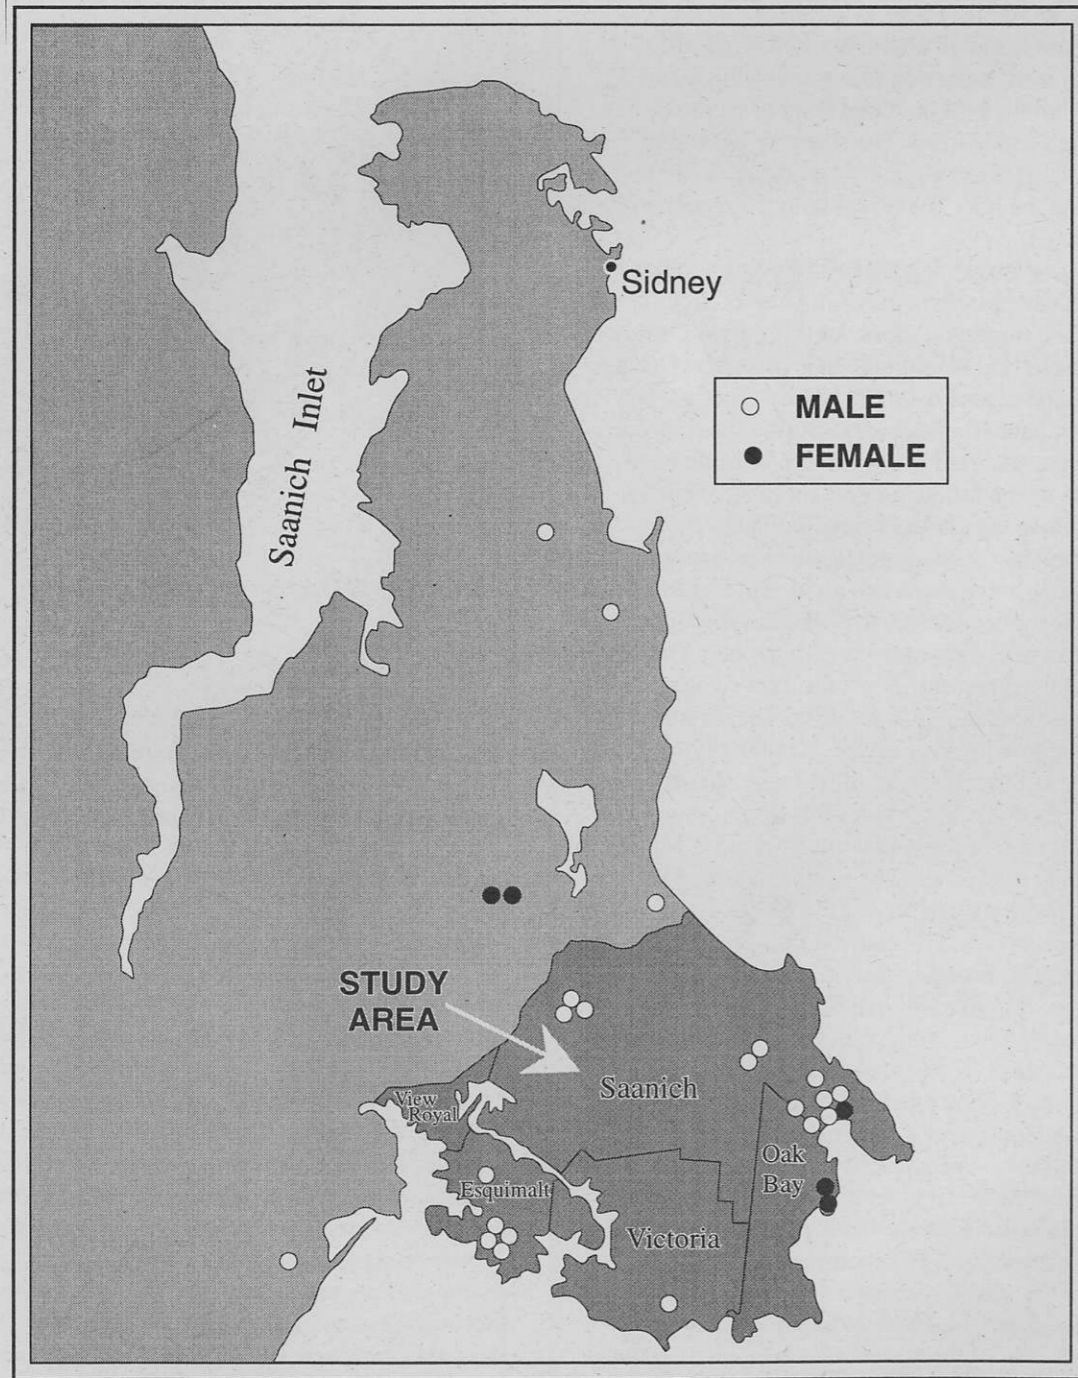 Sidney
Saanich Inlet
MALE
FEMALE
STUDY
AREA
Saanich
View
Royal
Oak
Bay
Esquimalt
Victoria